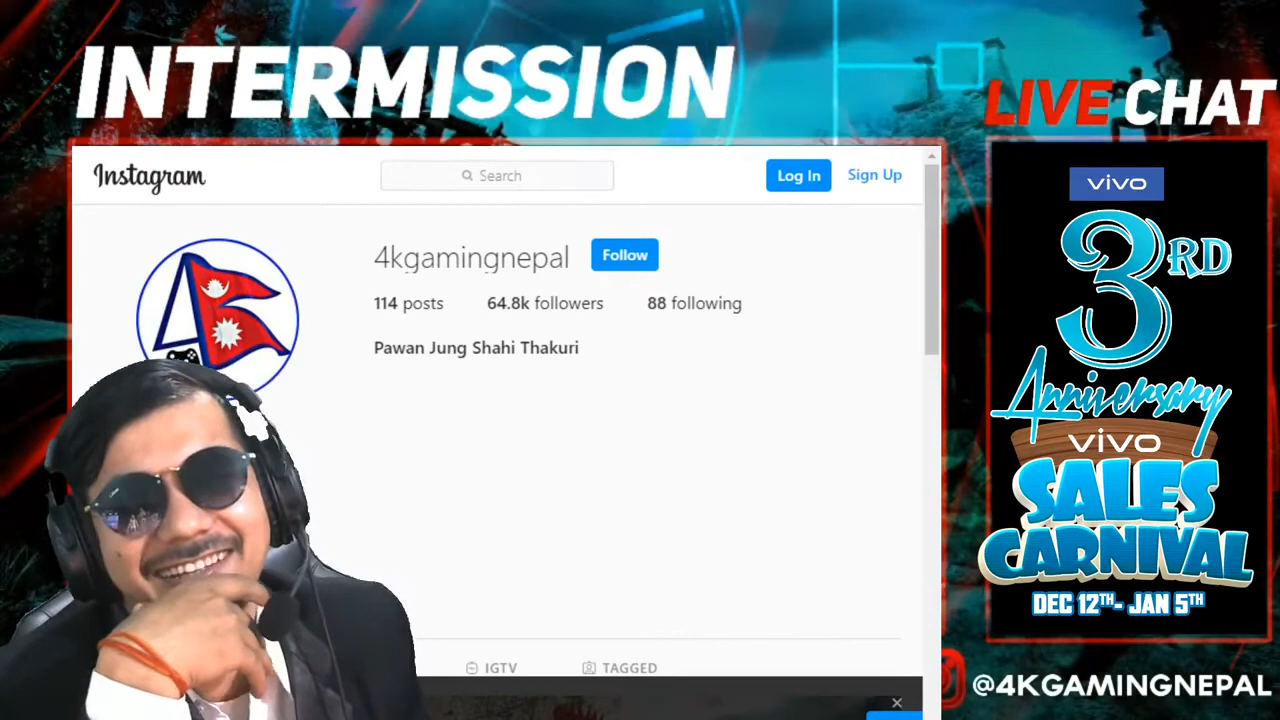 INTERMISSION
LIVE CHAT
Instagram
Search
Log In
Sign Up
4kgamingnepal
Follow
114 posts
64.8k followers
88 following
Pawan Jung Shahi Thakuri
IGTV
TAGGED
vivo
3RD
Anniversary
vivo
SALES
CARNIVAL
DEC 12TH- JAN 5TH
@4KGAMINGNEPAL